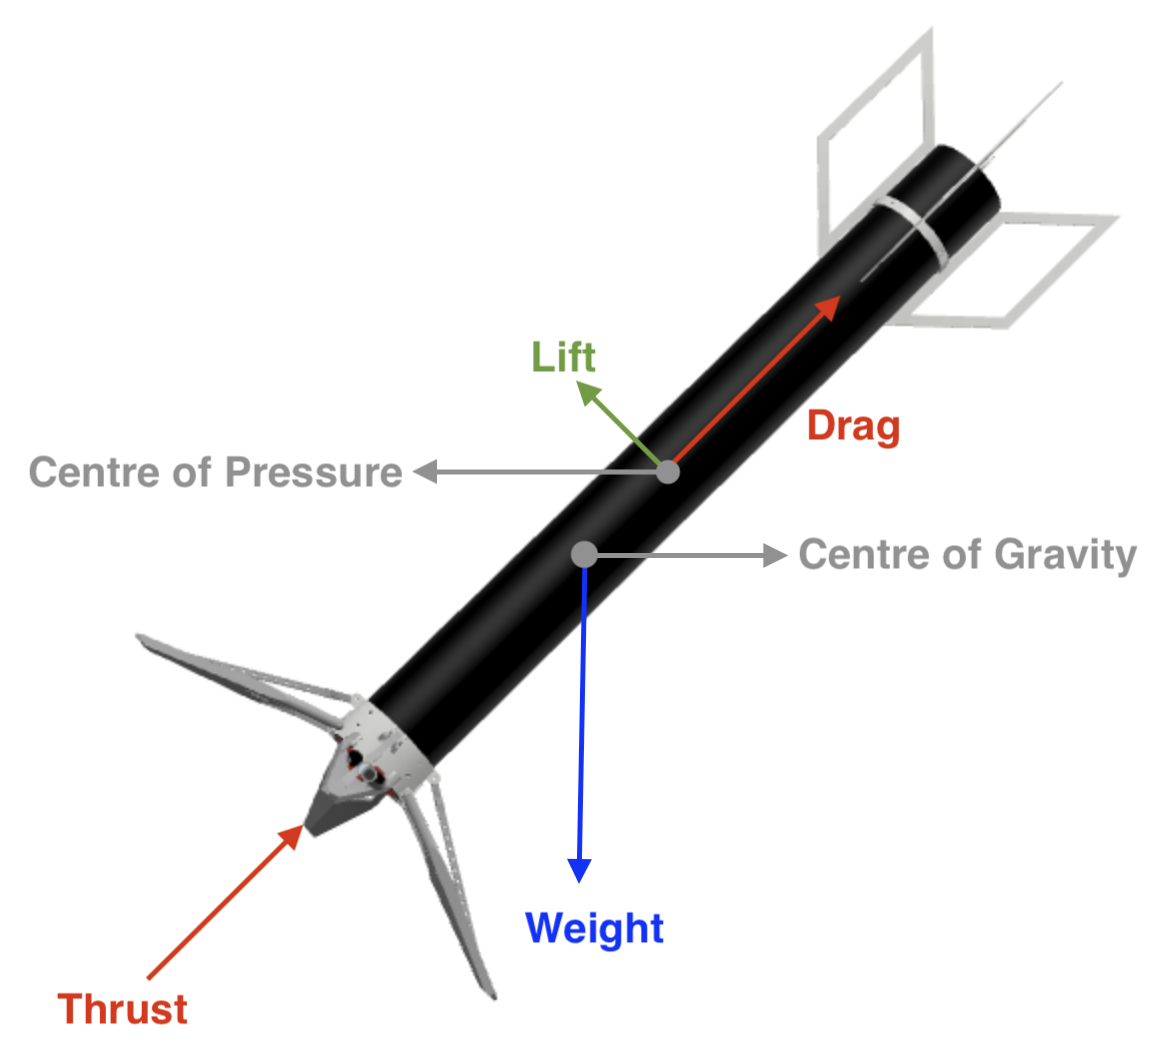 Lift
Drag
Centre of Pressure
Centre of Gravity
Weight
Thrust